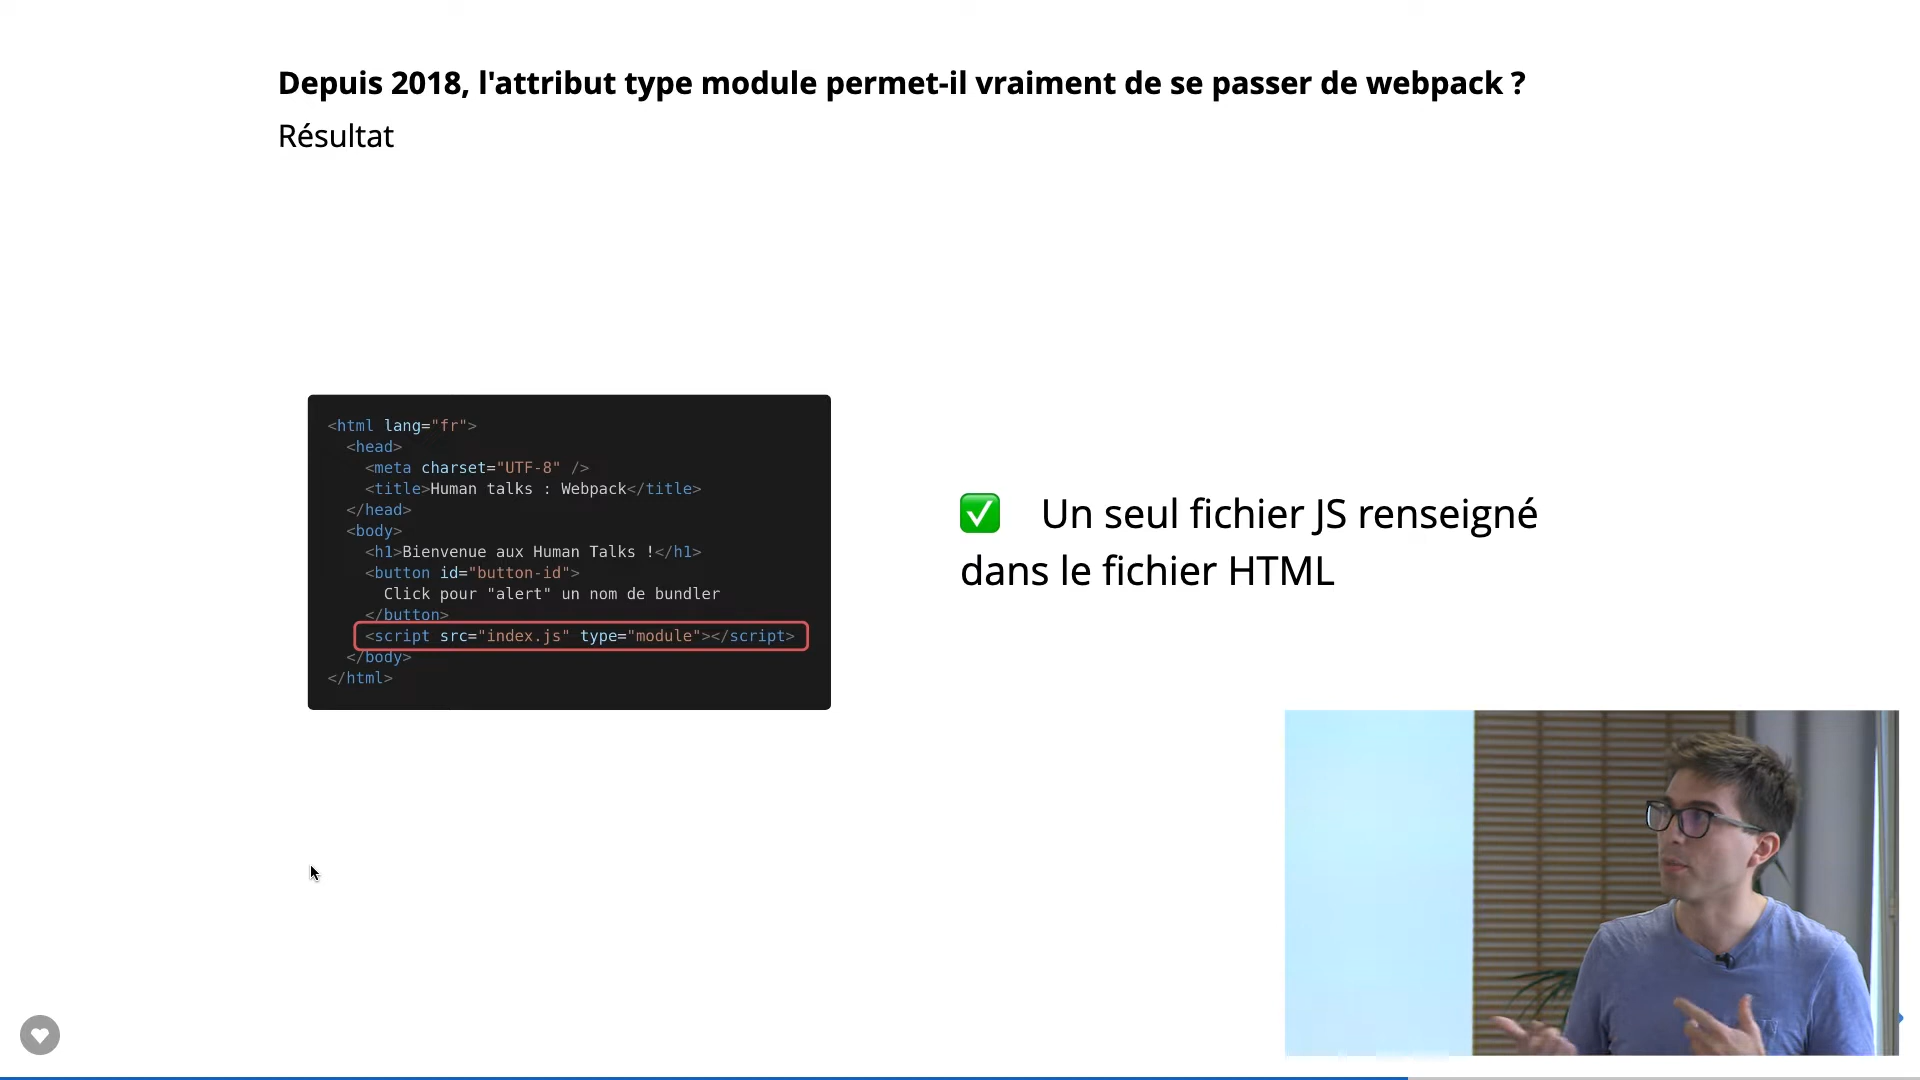 Depuis 2018, l'attribut type module permet-il vraiment de se passer de webpack ?
Résultat
<html lang="fr">
<head>
<meta charset="UTF-8" />
<title>Human talks : Webpack</title>
</head>
<body>
<h1>Bienvenue aux Human Talks !</h1>
<button id="button-id">
Click pour "alert" un nom de bundler
</button>
<script src="index.js" type="module"></script>
</body>
</html>
✅ Un seul fichier JS renseigné
dans le fichier HTML